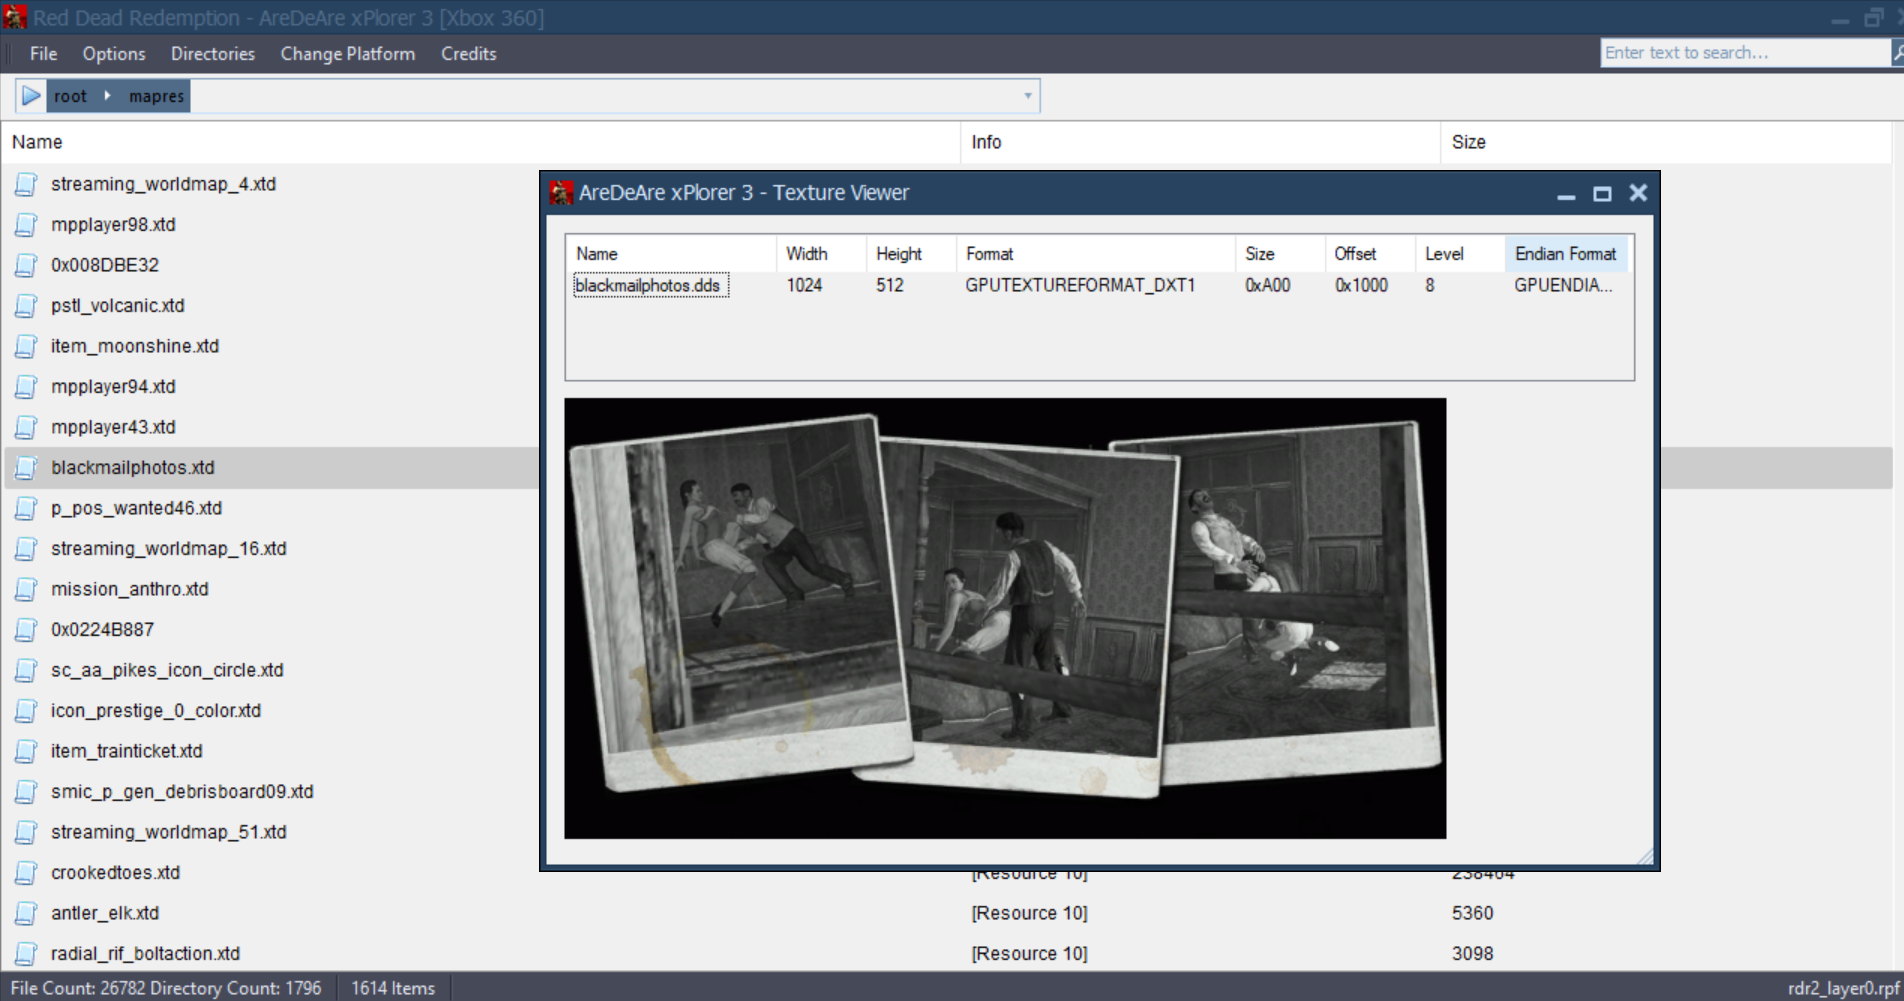 Red Dead Redemption - AreDeAre xPlorer 3 [Xbox 360]
File Options Directories Change Platform Credits
Enter text to search...
root mapres
Name Info Size
streaming_worldmap_4.xtd
mpplayer98.xtd
0x008DBE32
pstl_volcanic.xtd
item_moonshine.xtd
mpplayer94.xtd
mpplayer43.xtd
blackmailphotos.xtd
p_pos_wanted46.xtd
streaming_worldmap_16.xtd
mission_anthro.xtd
0x0224B887
sc_aa_pikes_icon_circle.xtd
icon_prestige_0_color.xtd
item_trainticket.xtd
smic_p_gen_debrisboard09.xtd
streaming_worldmap_51.xtd
crookedtoes.xtd [Resource 10] 238464
antler_elk.xtd [Resource 10] 5360
radial_rif_boltaction.xtd [Resource 10] 3098
AreDeAre xPlorer 3 - Texture Viewer
Name Width Height Format Size Offset Level Endian Format
blackmailphotos.dds 1024 512 GPUTEXTUREFORMAT_DXT1 0xA00 0x1000 8 GPUENDIA...
File Count: 26782 Directory Count: 1796 1614 Items rdr2_layer0.rpf